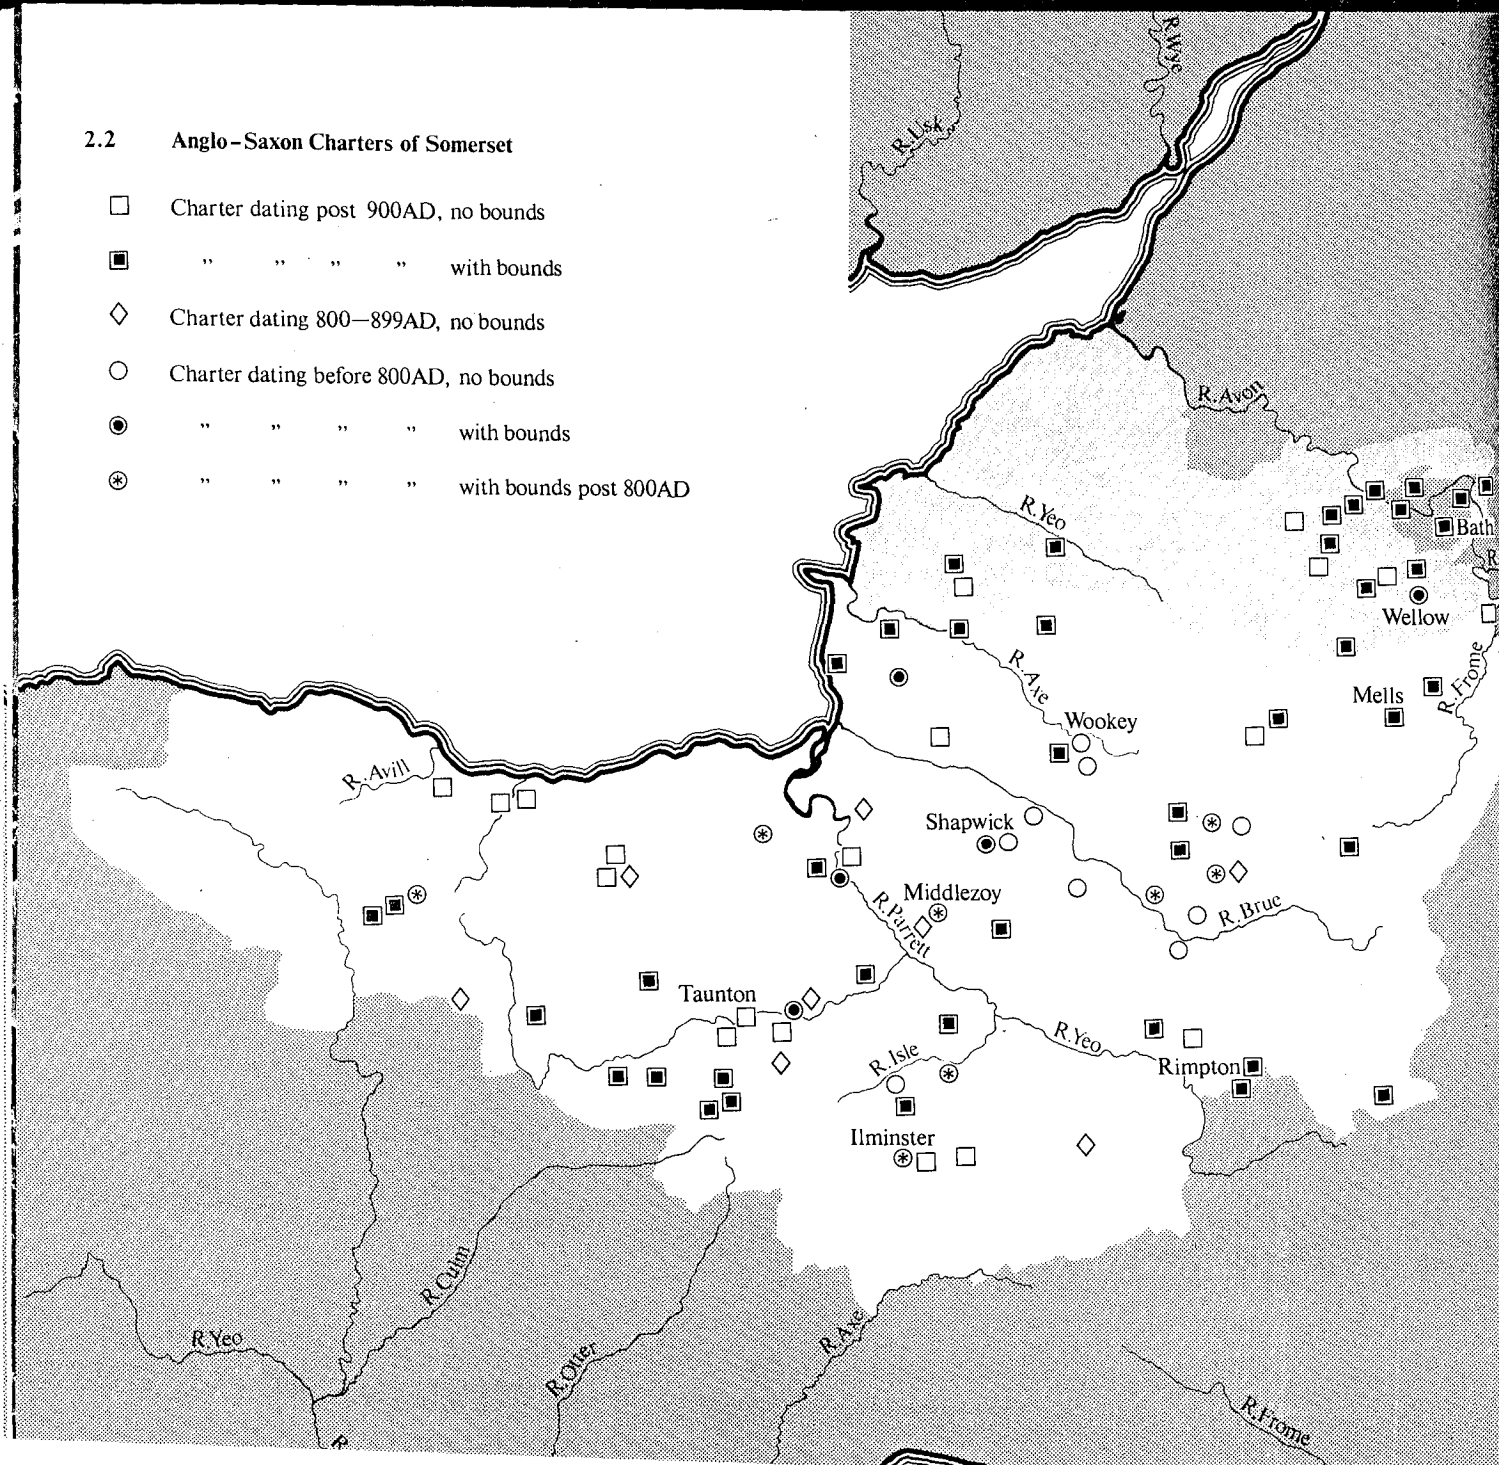 2.2 Anglo-Saxon Charters of Somerset
Charter dating post 900AD, no bounds
" " " " with bounds
Charter dating 800—899AD, no bounds
Charter dating before 800AD, no bounds
" " " " with bounds
" " " " with bounds post 800AD
R.Usk
R.Wye
R.Avon
R.Yeo
Bath
R
Wellow
R.Axe
R.Frome
Mells
Wookey
R.Avill
Shapwick
Middlezoy
R.Parrett
R.Brue
Taunton
R.Isle
R.Yeo
Rimpton
Ilminster
R.Culm
R.Yeo
R.Otter
R.Axe
R.Frome
R